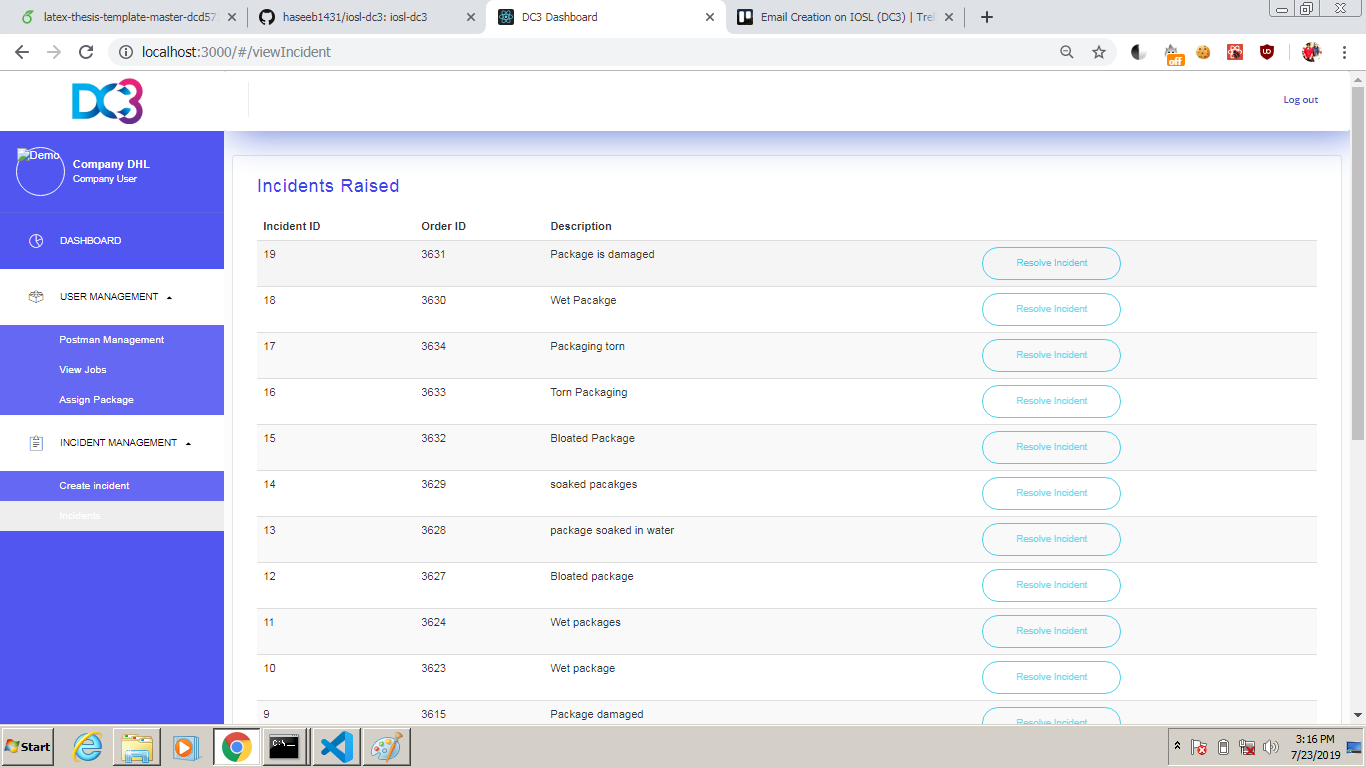 latex-thesis-template-master-dcd57
haseeb1431/iosl-dc3: iosl-dc3
DC3 Dashboard
Email Creation on IOSL (DC3) | Trel
localhost:3000/#/viewIncident
off
DC3
Log out
Demo
Company DHL
Company User
DASHBOARD
USER MANAGEMENT
Postman Management
View Jobs
Assign Package
INCIDENT MANAGEMENT
Create incident
Incidents
Incidents Raised
Incident ID Order ID Description
19 3631 Package is damaged Resolve Incident
18 3630 Wet Pacakge Resolve Incident
17 3634 Packaging torn Resolve Incident
16 3633 Torn Packaging Resolve Incident
15 3632 Bloated Package Resolve Incident
14 3629 soaked pacakges Resolve Incident
13 3628 package soaked in water Resolve Incident
12 3627 Bloated package Resolve Incident
11 3624 Wet packages Resolve Incident
10 3623 Wet package Resolve Incident
9 3615 Package damaged Resolve Incident
Start
3:16 PM
7/23/2019